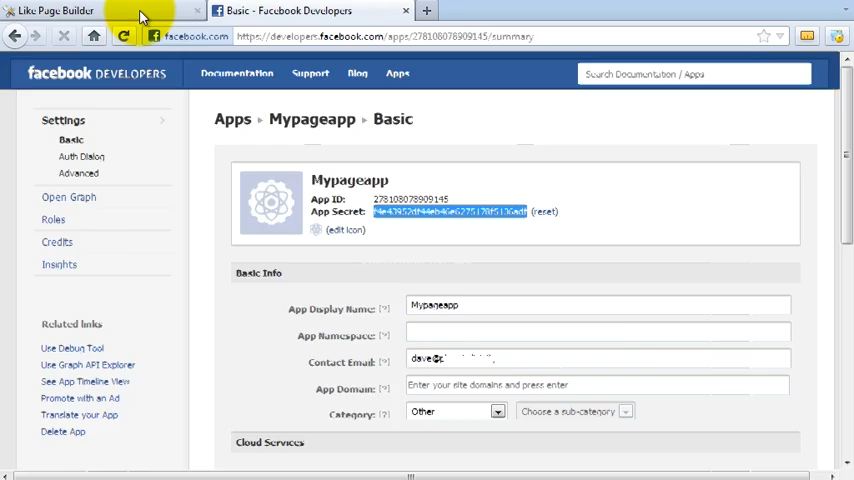 Like Page Builder
Basic - Facebook Developers
facebook.com
https://developers.facebook.com/apps/278108078909145/summary
facebook DEVELOPERS
Documentation
Support
Blog
Apps
Search Documentation / Apps
Settings
Basic
Auth Dialog
Advanced
Open Graph
Roles
Credits
Insights
Related links
Use Debug Tool
Use Graph API Explorer
See App Timeline View
Promote with an Ad
Translate your App
Delete App
Apps ▸ Mypageapp ▸ Basic
Mypageapp
App ID: 278108078909145
App Secret: (reset)
(edit icon)
Basic Info
App Display Name: [?] Mypageapp
App Namespace: [?]
Contact Email: [?]
App Domain: [?] Enter your site domains and press enter
Category: [?] Other Choose a sub-category
Cloud Services